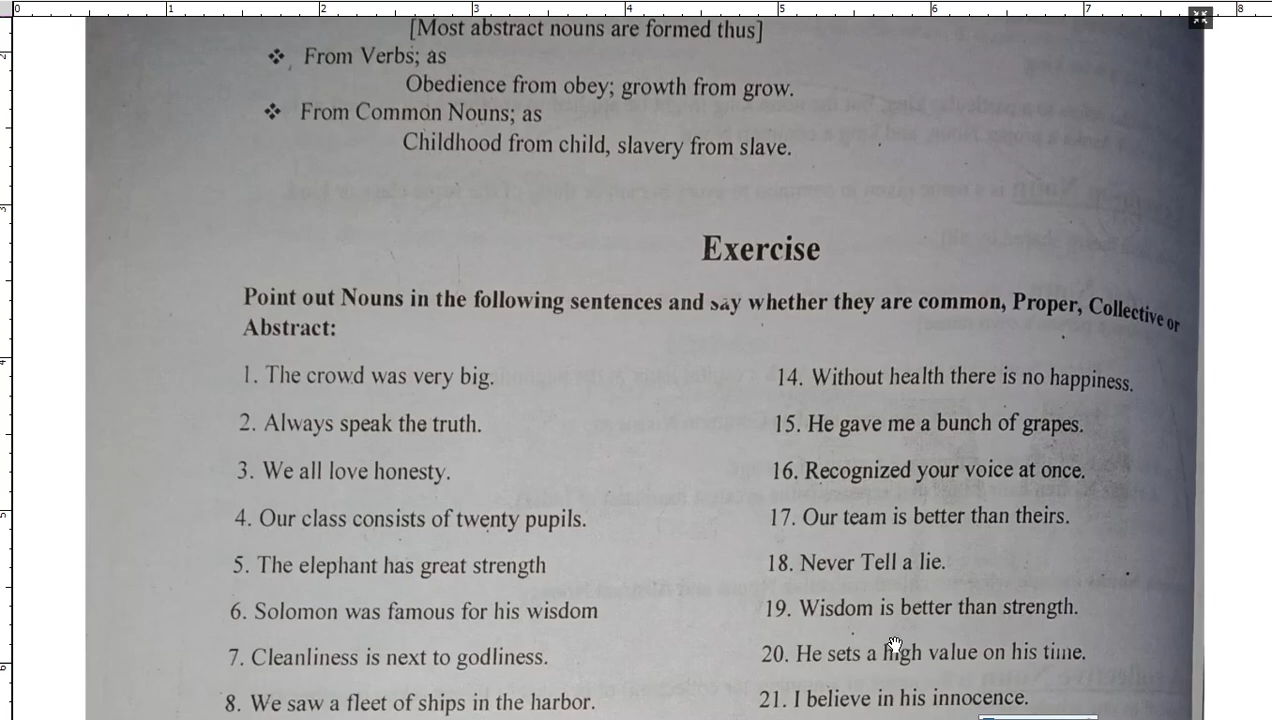 [Most abstract nouns are formed thus]
❖ From Verbs; as
Obedience from obey; growth from grow.
❖ From Common Nouns; as
Childhood from child, slavery from slave.
Exercise
Point out Nouns in the following sentences and say whether they are common, Proper, Collective or
Abstract:
1. The crowd was very big.
2. Always speak the truth.
3. We all love honesty.
4. Our class consists of twenty pupils.
5. The elephant has great strength
6. Solomon was famous for his wisdom
7. Cleanliness is next to godliness.
8. We saw a fleet of ships in the harbor.
14. Without health there is no happiness.
15. He gave me a bunch of grapes.
16. Recognized your voice at once.
17. Our team is better than theirs.
18. Never Tell a lie.
19. Wisdom is better than strength.
20. He sets a high value on his time.
21. I believe in his innocence.